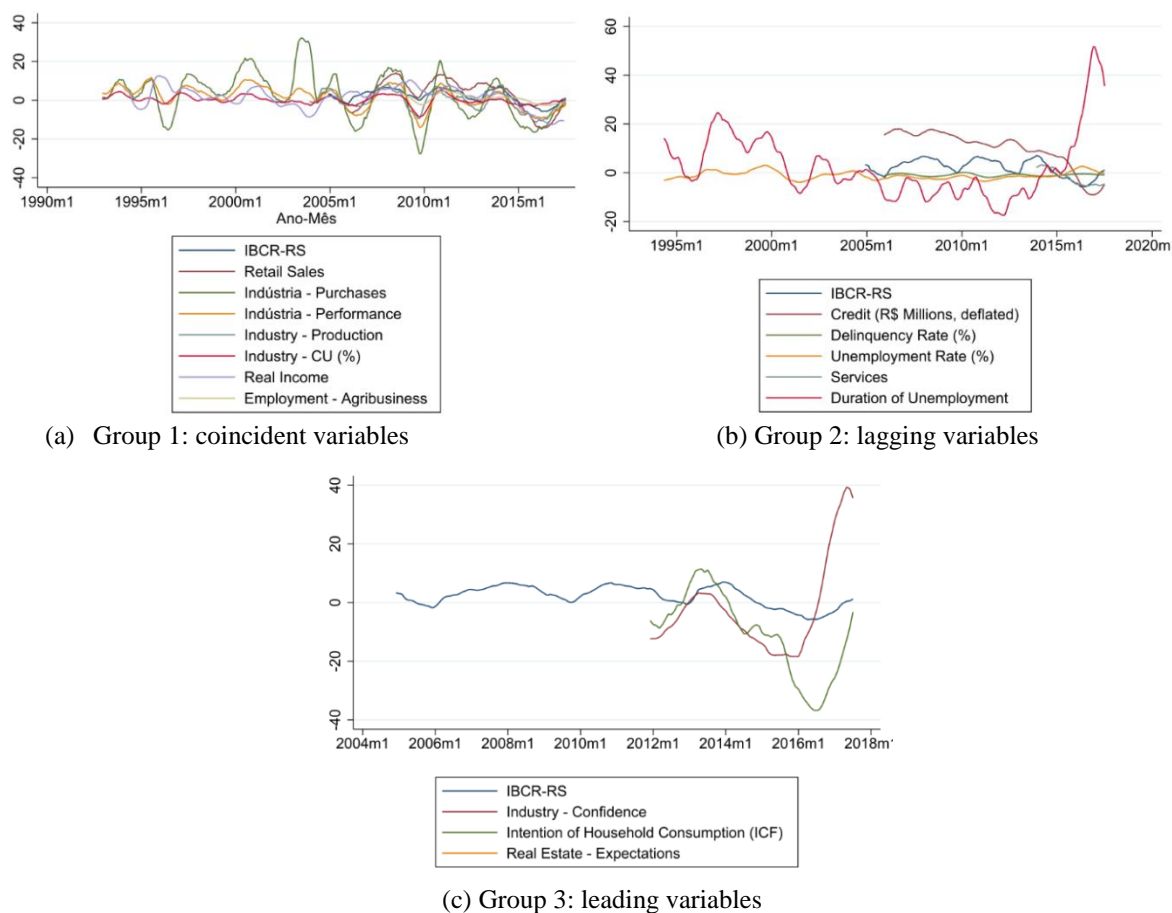 40
20
0
-20
-40
1990m1 1995m1 2000m1 2005m1 2010m1 2015m1
Ano-Mês
IBCR-RS
Retail Sales
Indústria - Purchases
Indústria - Performance
Industry - Production
Industry - CU (%)
Real Income
Employment - Agribusiness
(a) Group 1: coincident variables
60
40
20
0
-20
1995m1 2000m1 2005m1 2010m1 2015m1 2020m
IBCR-RS
Credit (R$ Millions, deflated)
Delinquency Rate (%)
Unemployment Rate (%)
Services
Duration of Unemployment
(b) Group 2: lagging variables
40
20
0
-20
-40
2004m1 2006m1 2008m1 2010m1 2012m1 2014m1 2016m1 2018m1
IBCR-RS
Industry - Confidence
Intention of Household Consumption (ICF)
Real Estate - Expectations
(c) Group 3: leading variables